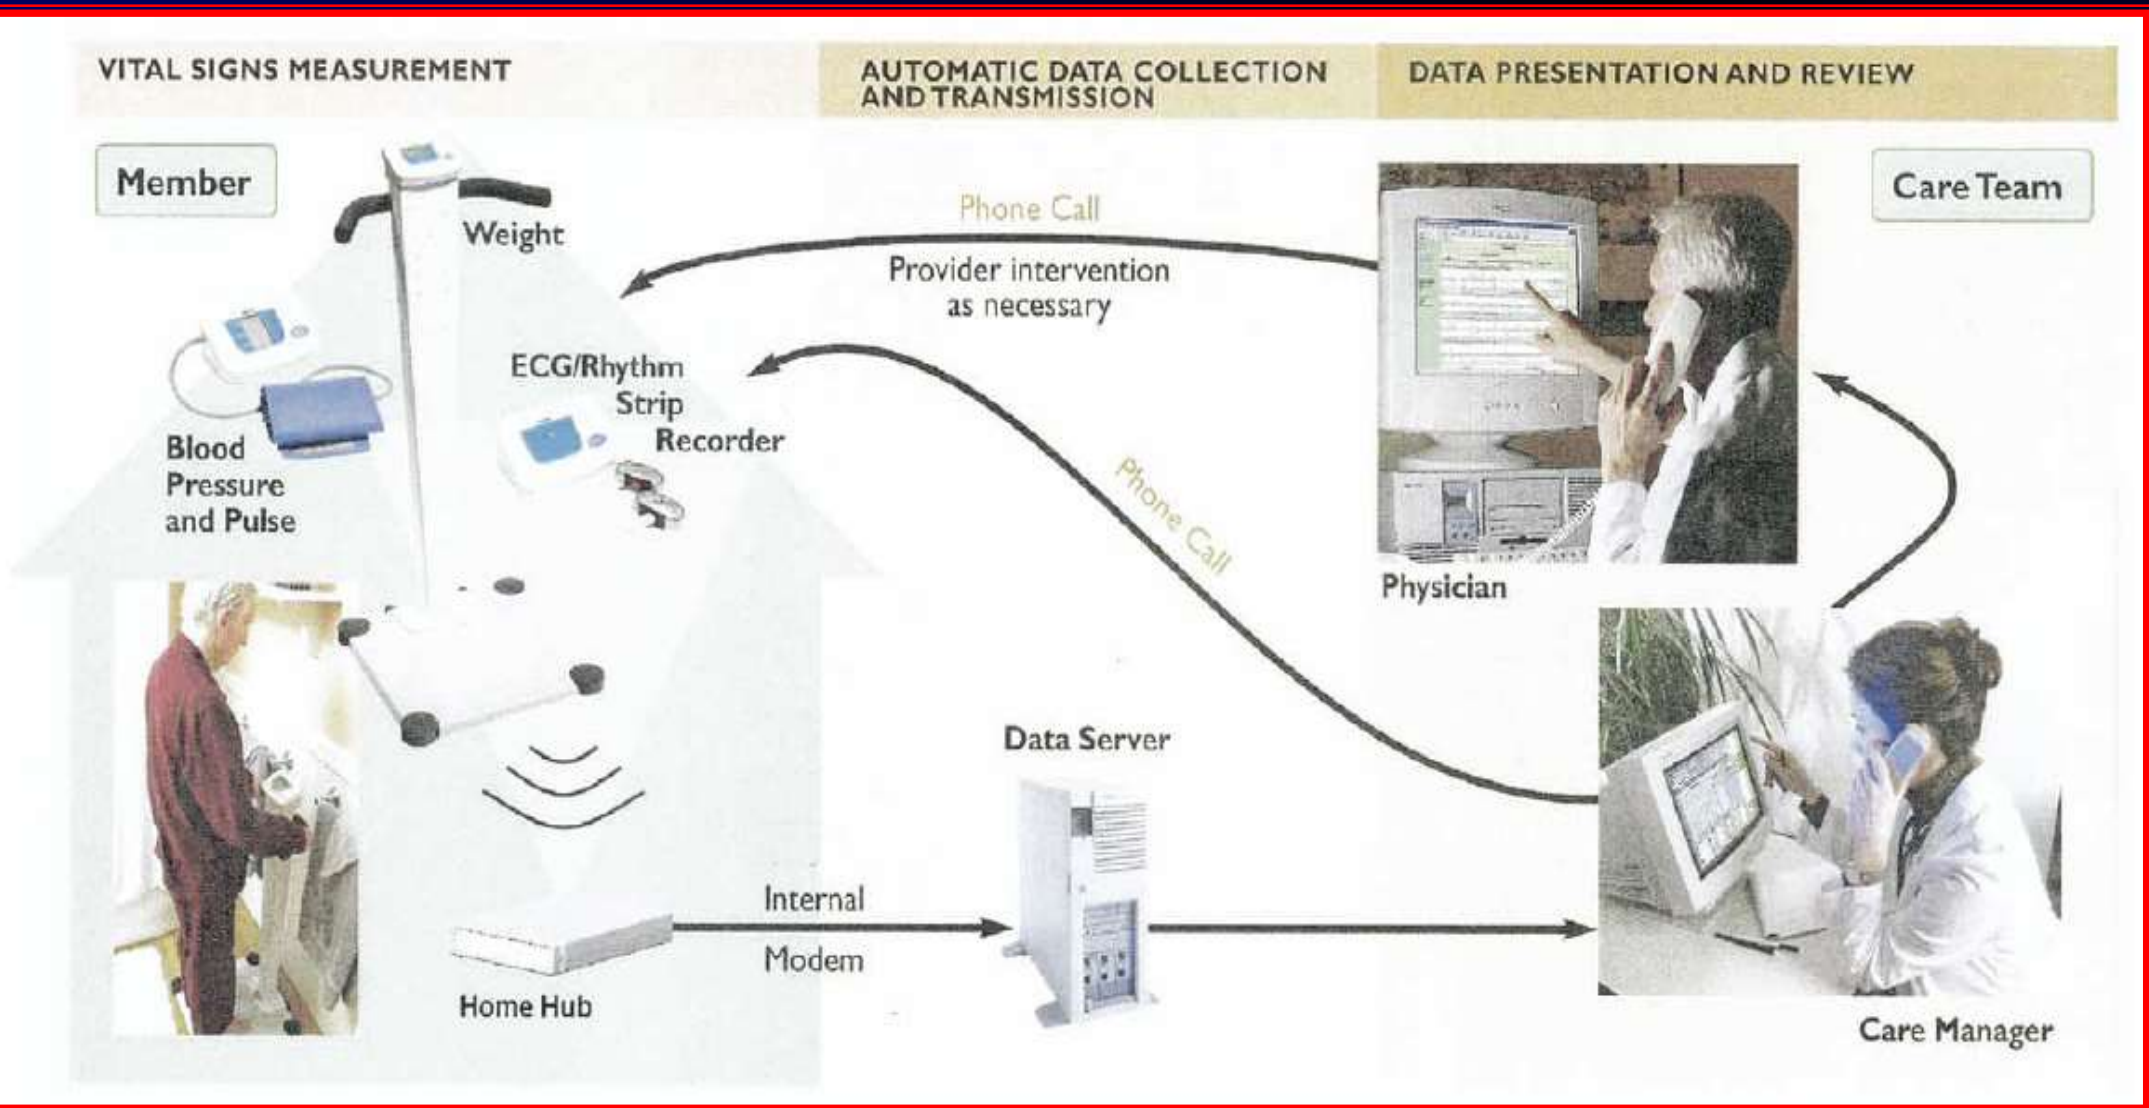 VITAL SIGNS MEASUREMENT
AUTOMATIC DATA COLLECTION
AND TRANSMISSION
DATA PRESENTATION AND REVIEW
Member
Care Team
Weight
Phone Call
Provider intervention
as necessary
ECG/Rhythm
Strip
Recorder
Blood
Pressure
and Pulse
Phone Call
Physician
Data Server
Internal
Modem
Home Hub
Care Manager